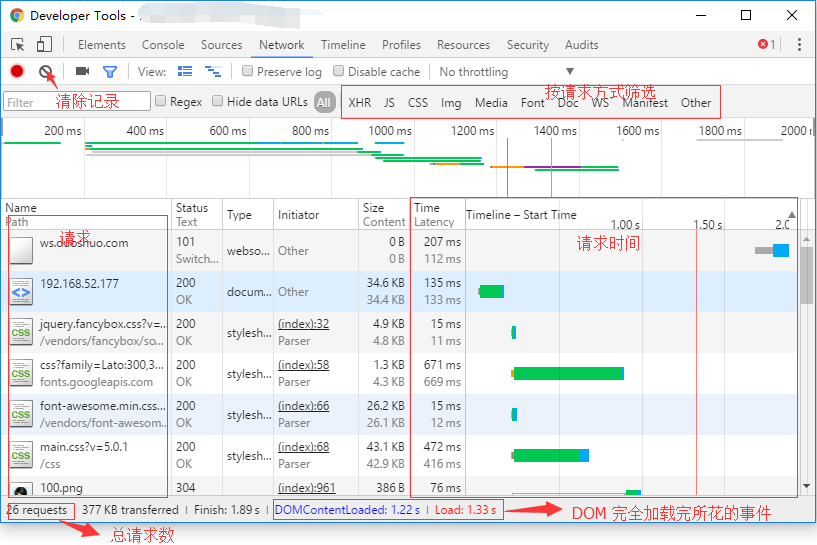 Developer Tools -
Elements Console Sources Network Timeline Profiles Resources Security Audits 1
View: Preserve log Disable cache No throttling
Filter 清除记录 Regex Hide data URLs All XHR JS CSS Img Media Font Doc WS Manifest Other
按请求方式筛选
200 ms 400 ms 600 ms 800 ms 1000 ms 1200 ms 1400 ms 1600 ms 1800 ms 2000
Name Status Type Initiator Size Time Timeline – Start Time
Path Text Content Latency 1.00 s 1.50 s 2.0
请求 请求时间
ws.duoshuo.com 101 webso... Other 0 B 207 ms
Switch... 0 B 112 ms
192.168.52.177 200 docum... Other 34.6 KB 135 ms
OK 34.4 KB 133 ms
jquery.fancybox.css?v=... 200 stylesh... (index):32 4.9 KB 15 ms
/vendors/fancybox/so... OK Parser 4.8 KB 11 ms
css?family=Lato:300,3... 200 stylesh... (index):58 1.3 KB 671 ms
fonts.googleapis.com OK Parser 4.3 KB 669 ms
font-awesome.min.css... 200 stylesh... (index):66 26.2 KB 15 ms
/vendors/font-awesom... OK Parser 26.1 KB 12 ms
main.css?v=5.0.1 200 stylesh... (index):68 43.1 KB 472 ms
/css OK Parser 42.9 KB 416 ms
100.png 304 (index):961 386 B 76 ms
26 requests | 377 KB transferred | Finish: 1.89 s | DOMContentLoaded: 1.22 s | Load: 1.33 s
DOM 完全加载完所花的事件
总请求数